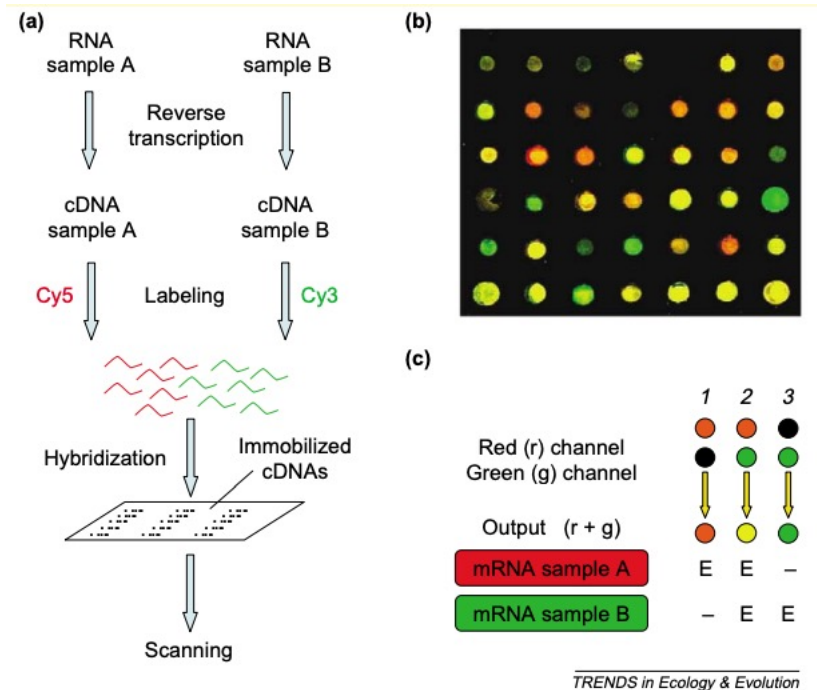 (a)
RNA
sample A
RNA
sample B
Reverse
transcription
cDNA
sample A
cDNA
sample B
Cy5
Labeling
Cy3
Hybridization
Immobilized
cDNAs
Scanning
(b)
(c)
1 2 3
Red (r) channel
Green (g) channel
Output (r + g)
mRNA sample A E E –
mRNA sample B – E E
TRENDS in Ecology & Evolution